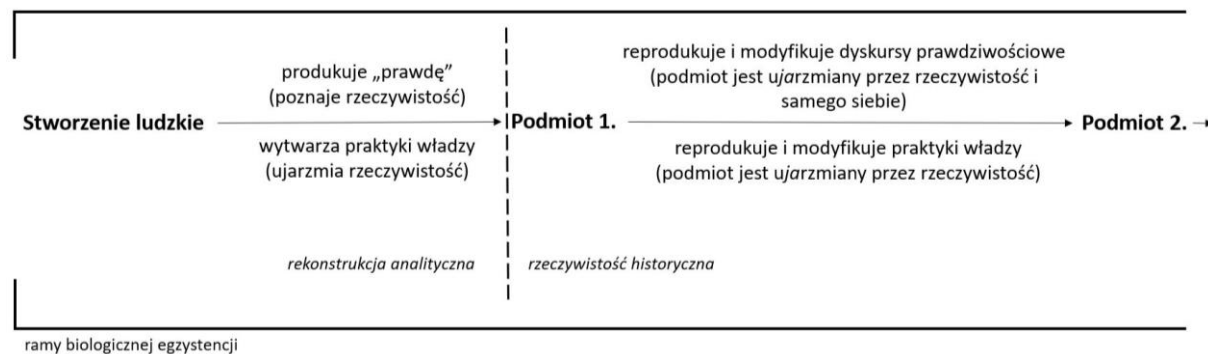 produkuje „prawdę”
(poznaje rzeczywistość)
reprodukuje i modyfikuje dyskursy prawdziwościowe
(podmiot jest ujarzmiany przez rzeczywistość i
samego siebie)
Stworzenie ludzkie
Podmiot 1.
Podmiot 2.
wytwarza praktyki władzy
(ujarzmia rzeczywistość)
reprodukuje i modyfikuje praktyki władzy
(podmiot jest ujarzmiany przez rzeczywistość)
rekonstrukcja analityczna
rzeczywistość historyczna
ramy biologicznej egzystencji